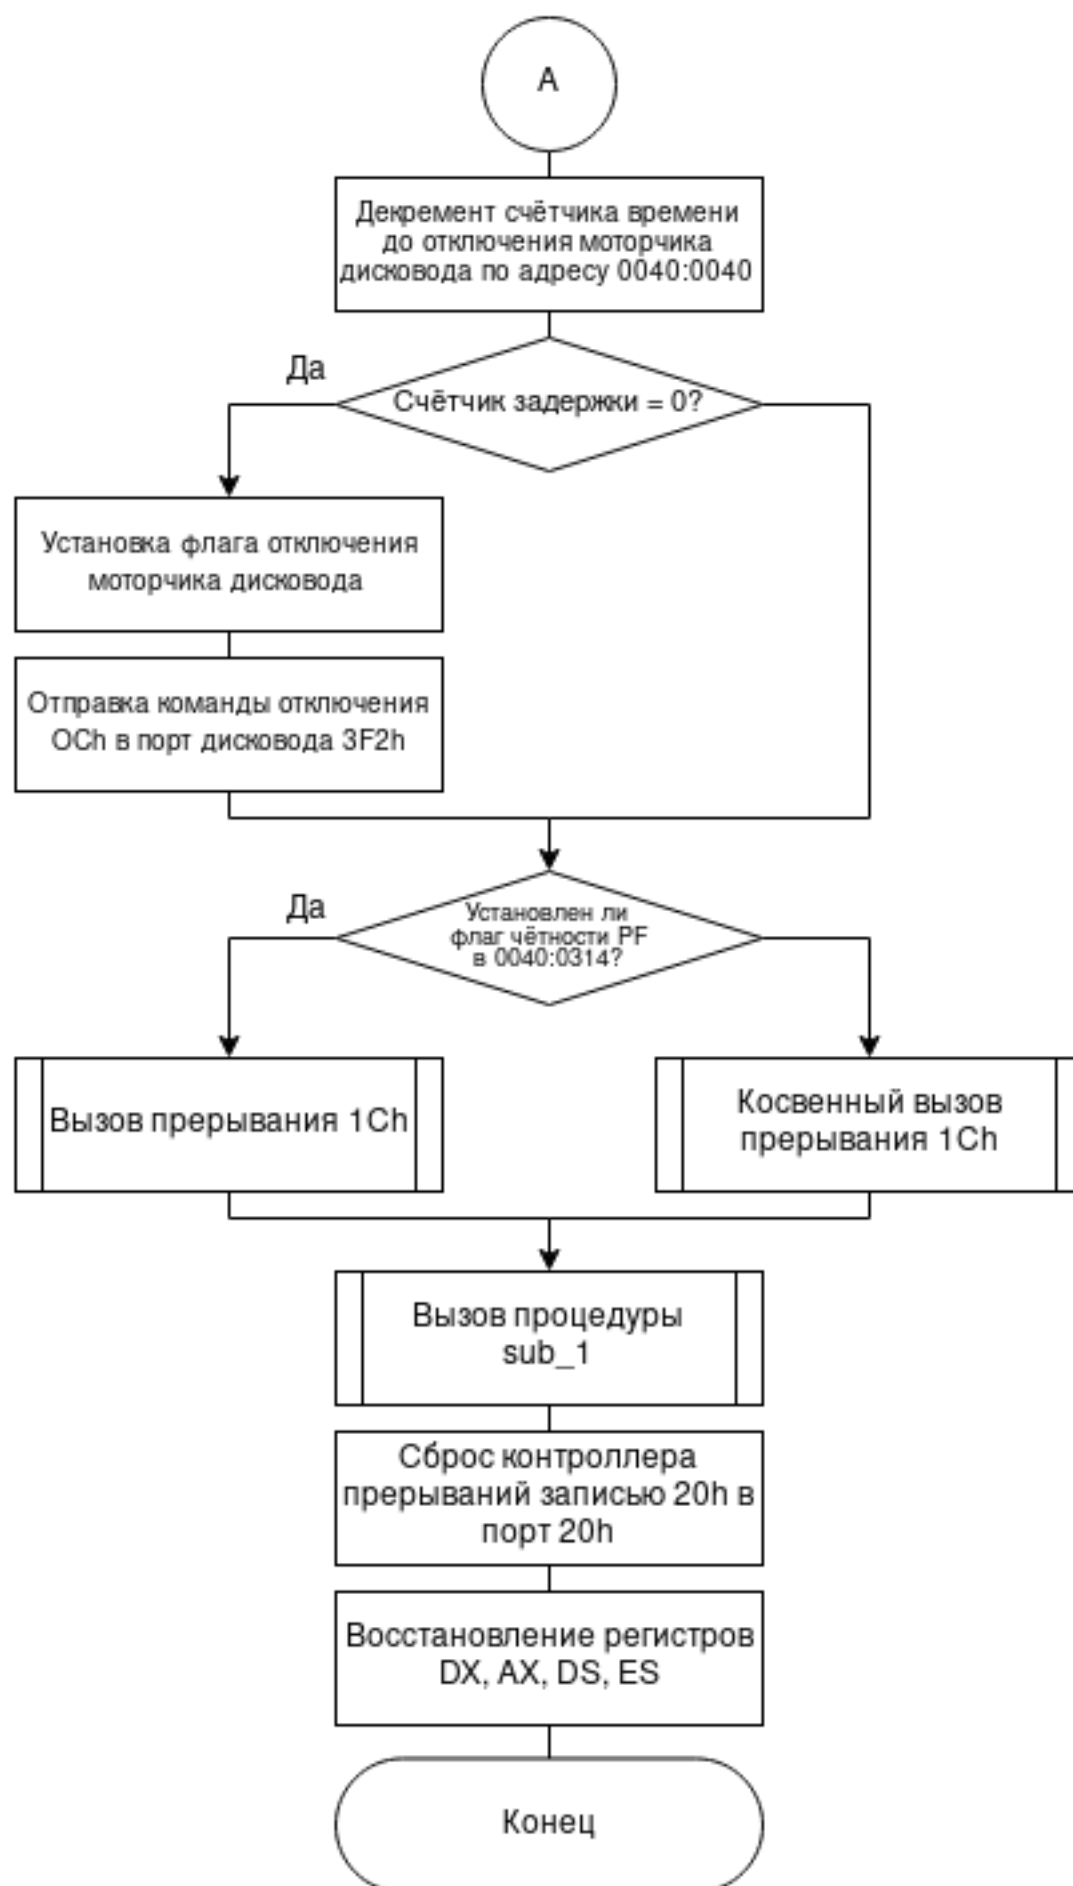 А
Декремент счётчика времени
до отключения моторчика
дисковода по адресу 0040:0040
Да
Счётчик задержки = 0?
Установка флага отключения
моторчика дисковода
Отправка команды отключения
0Ch в порт дисковода 3F2h
Да
Установлен ли
флаг чётности PF
в 0040:0314?
Вызов прерывания 1Ch
Косвенный вызов
прерывания 1Ch
Вызов процедуры
sub_1
Сброс контроллера
прерываний записью 20h в
порт 20h
Восстановление регистров
DX, AX, DS, ES
Конец